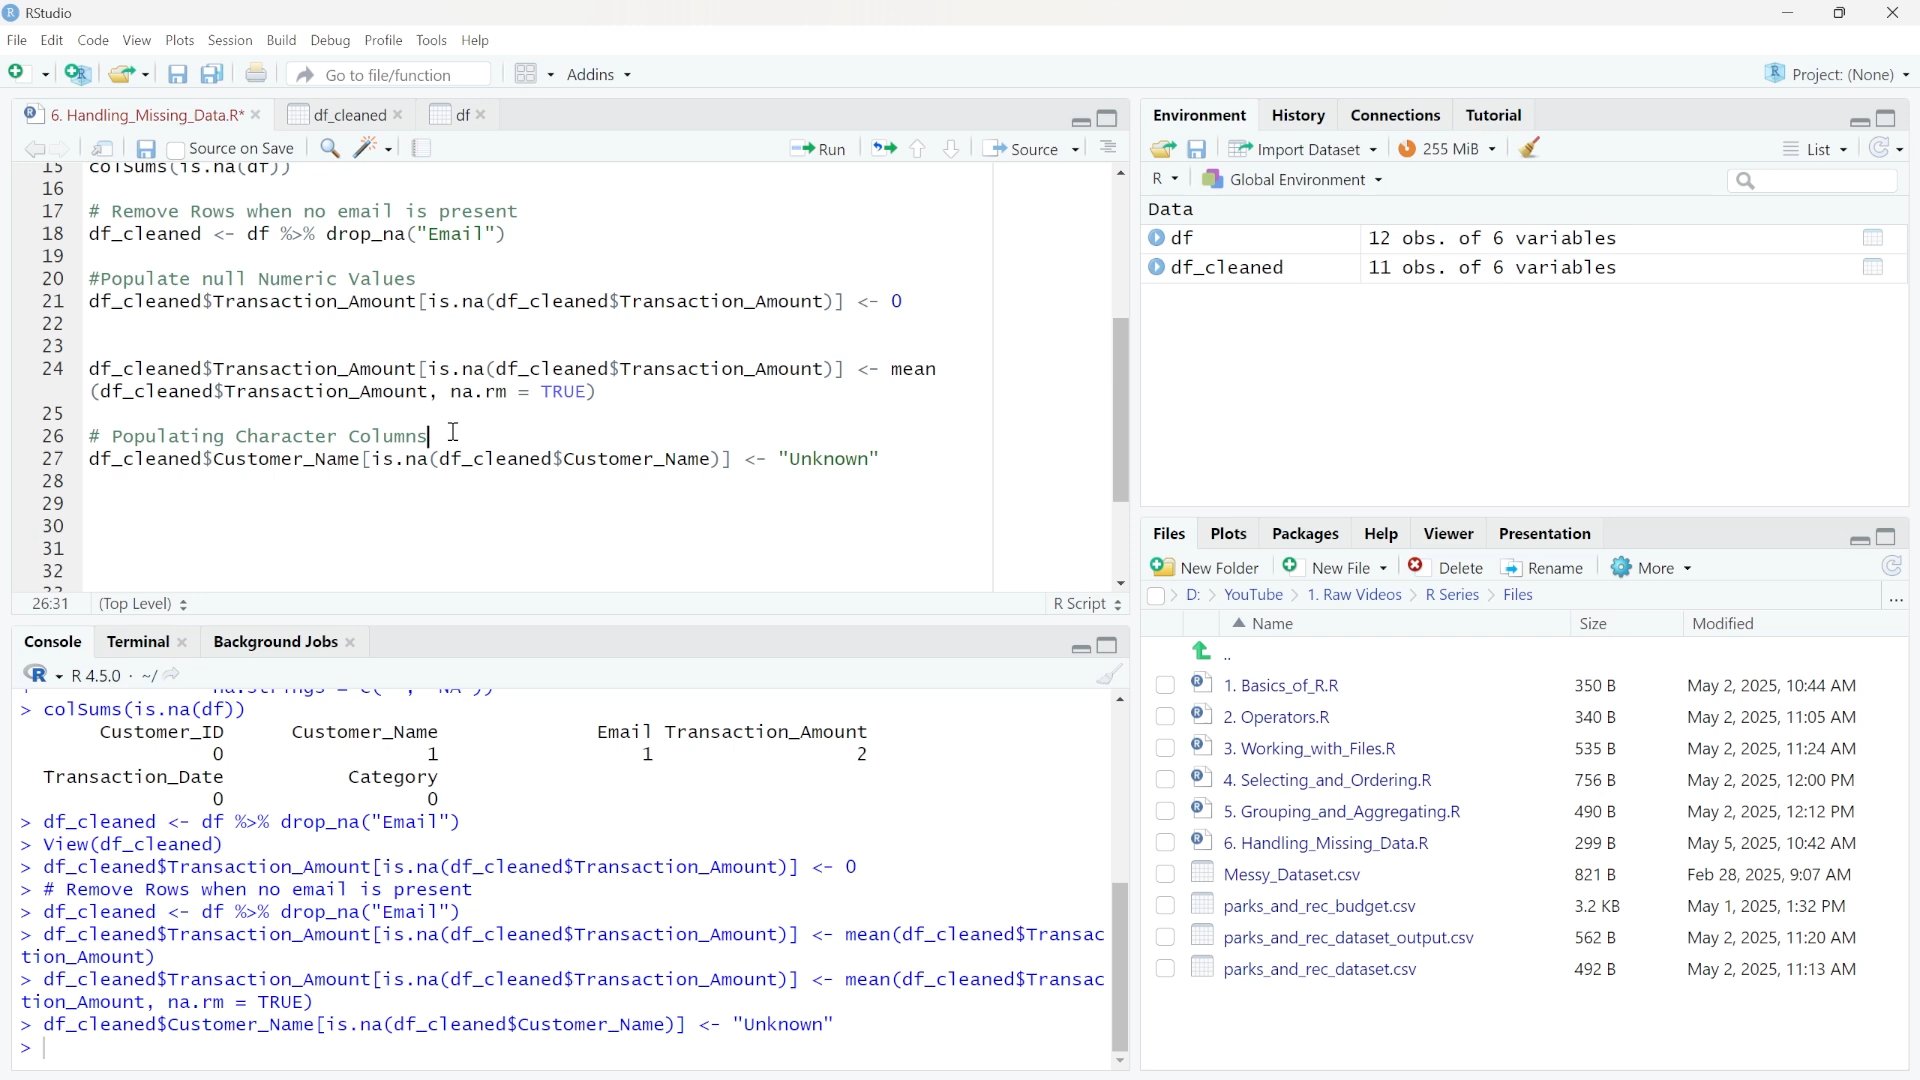 RStudio
File Edit Code View Plots Session Build Debug Profile Tools Help
Go to file/function Addins Project: (None)
6. Handling_Missing_Data.R* df_cleaned df
Source on Save Run Source
15 colSums(is.na(df))
16
17 # Remove Rows when no email is present
18 df_cleaned <- df %>% drop_na("Email")
19
20 #Populate null Numeric Values
21 df_cleaned$Transaction_Amount[is.na(df_cleaned$Transaction_Amount)] <- 0
22
23
24 df_cleaned$Transaction_Amount[is.na(df_cleaned$Transaction_Amount)] <- mean
(df_cleaned$Transaction_Amount, na.rm = TRUE)
25
26 # Populating Character Columns
27 df_cleaned$Customer_Name[is.na(df_cleaned$Customer_Name)] <- "Unknown"
28
29
30
31
32
33
26:31 (Top Level) R Script
Console Terminal Background Jobs
R 4.5.0 · ~/
> colSums(is.na(df))
Customer_ID Customer_Name Email Transaction_Amount
0 1 1 2
Transaction_Date Category
0 0
> df_cleaned <- df %>% drop_na("Email")
> View(df_cleaned)
> df_cleaned$Transaction_Amount[is.na(df_cleaned$Transaction_Amount)] <- 0
> # Remove Rows when no email is present
> df_cleaned <- df %>% drop_na("Email")
> df_cleaned$Transaction_Amount[is.na(df_cleaned$Transaction_Amount)] <- mean(df_cleaned$Transac
tion_Amount)
> df_cleaned$Transaction_Amount[is.na(df_cleaned$Transaction_Amount)] <- mean(df_cleaned$Transac
tion_Amount, na.rm = TRUE)
> df_cleaned$Customer_Name[is.na(df_cleaned$Customer_Name)] <- "Unknown"
>
Environment History Connections Tutorial
Import Dataset 255 MiB List
R Global Environment
Data
df 12 obs. of 6 variables
df_cleaned 11 obs. of 6 variables
Files Plots Packages Help Viewer Presentation
New Folder New File Delete Rename More
D: > YouTube > 1. Raw Videos > R Series > Files ...
Name Size Modified
..
1. Basics_of_R.R 350 B May 2, 2025, 10:44 AM
2. Operators.R 340 B May 2, 2025, 11:05 AM
3. Working_with_Files.R 535 B May 2, 2025, 11:24 AM
4. Selecting_and_Ordering.R 756 B May 2, 2025, 12:00 PM
5. Grouping_and_Aggregating.R 490 B May 2, 2025, 12:12 PM
6. Handling_Missing_Data.R 299 B May 5, 2025, 10:42 AM
Messy_Dataset.csv 821 B Feb 28, 2025, 9:07 AM
parks_and_rec_budget.csv 3.2 KB May 1, 2025, 1:32 PM
parks_and_rec_dataset_output.csv 562 B May 2, 2025, 11:20 AM
parks_and_rec_dataset.csv 492 B May 2, 2025, 11:13 AM